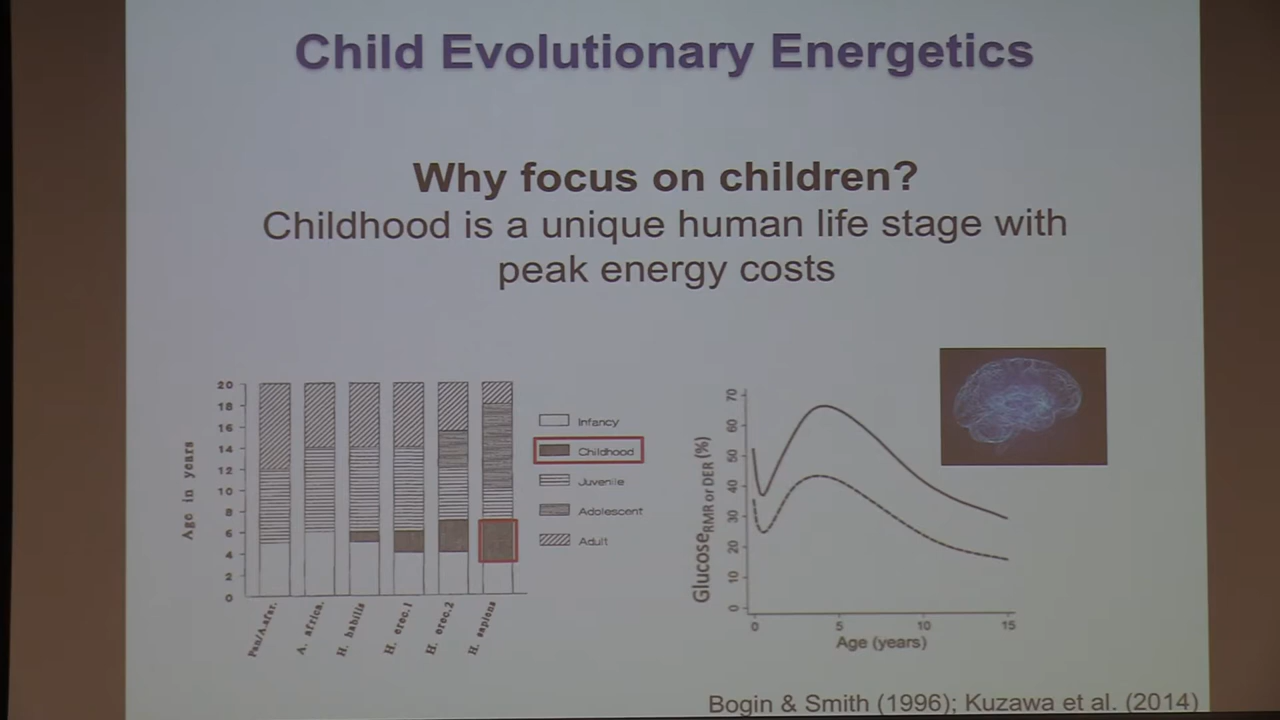 Child Evolutionary Energetics
Why focus on children?
Childhood is a unique human life stage with
peak energy costs
20
18
16
14
12
10
8
6
4
2
0
Age in years
Pan/A.afar.
A. africa.
H. habilis
H. erec.1
H. erec.2
H. sapiens
Infancy
Childhood
Juvenile
Adolescent
Adult
70
60
50
40
30
20
10
0
GlucoseRMR or DER (%)
0 5 10 15
Age (years)
Bogin & Smith (1996); Kuzawa et al. (2014)